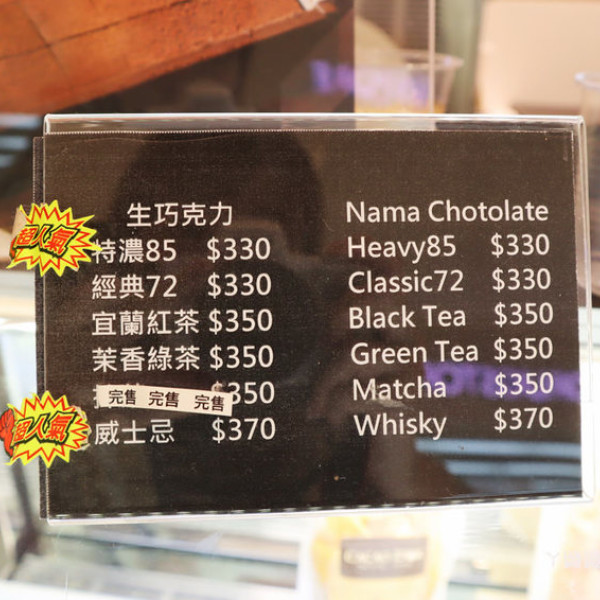 生巧克力
超人氣
特濃85 $330
經典72 $330
宜蘭紅茶 $350
茉香綠茶 $350
完售 完售 完售 $350
超人氣
威士忌 $370
Nama Chotolate
Heavy85 $330
Classic72 $330
Black Tea $350
Green Tea $350
Matcha $350
Whisky $370